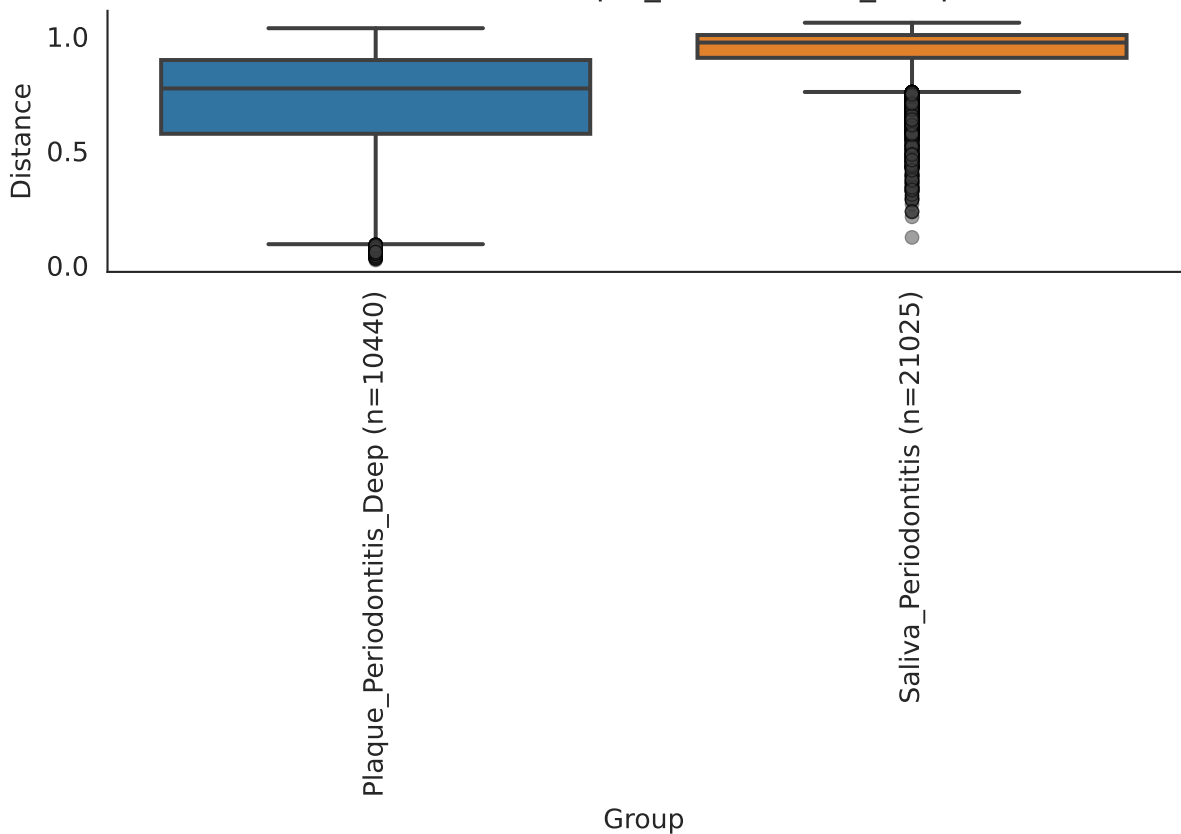 Distance
1.0
0.5
0.0
Plaque_Periodontitis_Deep (n=10440)
Saliva_Periodontitis (n=21025)
Group